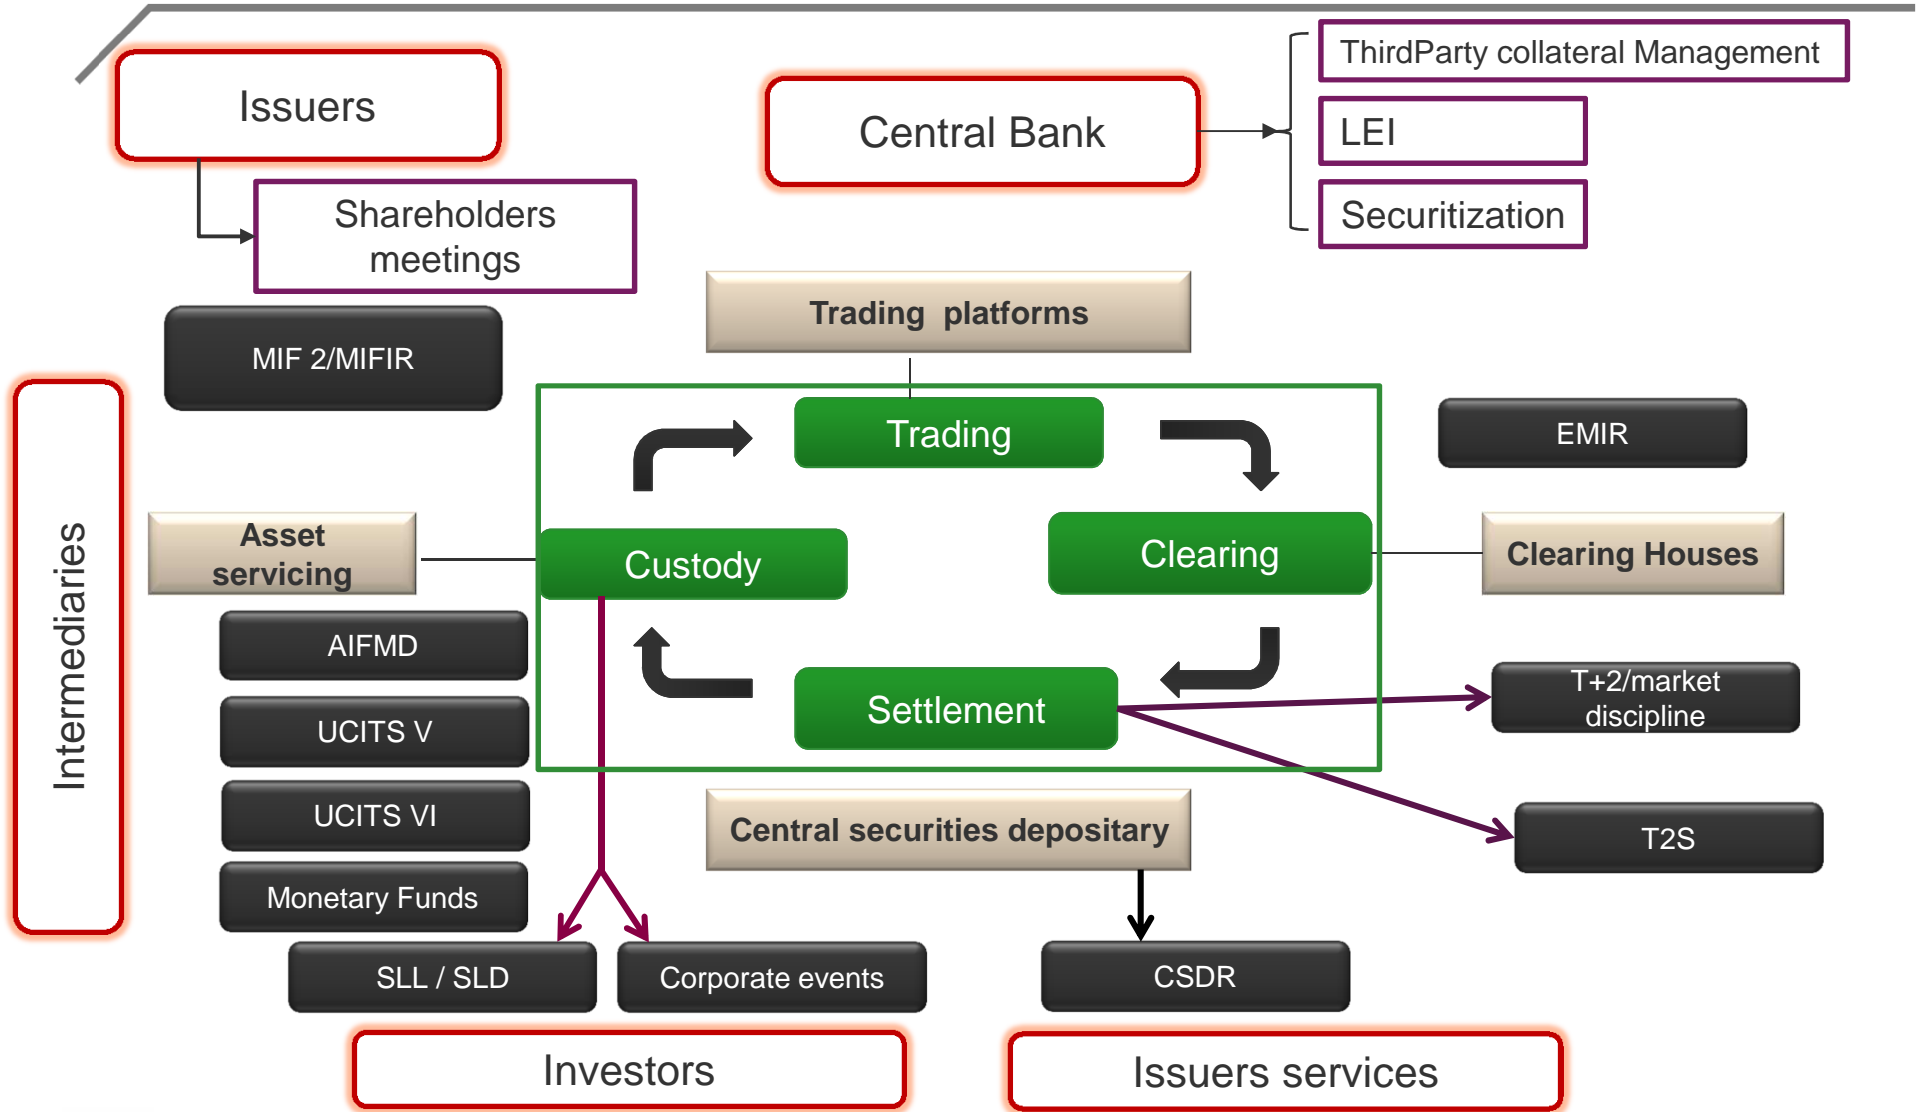 Issuers
Central Bank
ThirdParty collateral Management
LEI
Securitization
Shareholders
meetings
Trading platforms
MIF 2/MIFIR
Trading
EMIR
Intermediaries
Asset
servicing
Custody
Clearing
Clearing Houses
AIFMD
UCITS V
Settlement
T+2/market
discipline
UCITS VI
Central securities depositary
T2S
Monetary Funds
SLL / SLD
Corporate events
CSDR
Investors
Issuers services